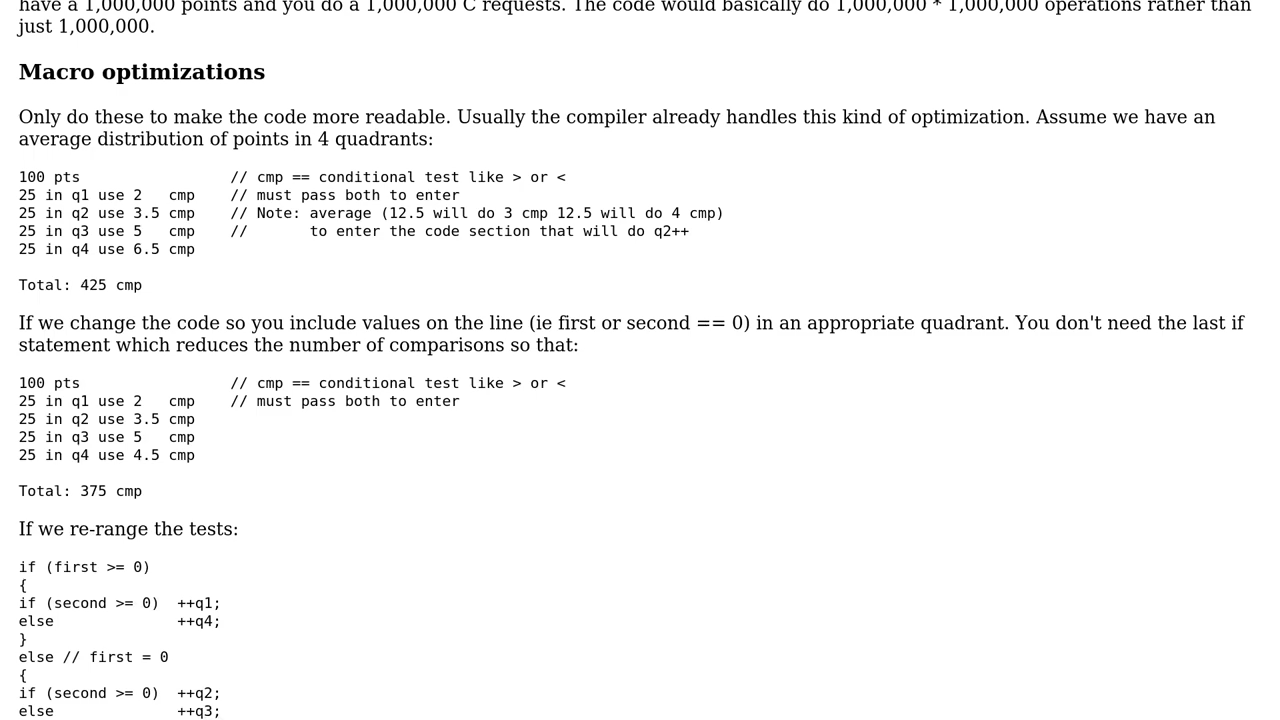 have a 1,000,000 points and you do a 1,000,000 C requests. The code would basically do 1,000,000 * 1,000,000 operations rather than
just 1,000,000.
Macro optimizations
Only do these to make the code more readable. Usually the compiler already handles this kind of optimization. Assume we have an
average distribution of points in 4 quadrants:
100 pts                 // cmp == conditional test like > or <
25 in q1 use 2   cmp    // must pass both to enter
25 in q2 use 3.5 cmp    // Note: average (12.5 will do 3 cmp 12.5 will do 4 cmp)
25 in q3 use 5   cmp    //       to enter the code section that will do q2++
25 in q4 use 6.5 cmp
Total: 425 cmp
If we change the code so you include values on the line (ie first or second == 0) in an appropriate quadrant. You don't need the last if
statement which reduces the number of comparisons so that:
100 pts                 // cmp == conditional test like > or <
25 in q1 use 2   cmp    // must pass both to enter
25 in q2 use 3.5 cmp
25 in q3 use 5   cmp
25 in q4 use 4.5 cmp
Total: 375 cmp
If we re-range the tests:
if (first >= 0)
{
if (second >= 0)  ++q1;
else              ++q4;
}
else // first = 0
{
if (second >= 0)  ++q2;
else              ++q3;